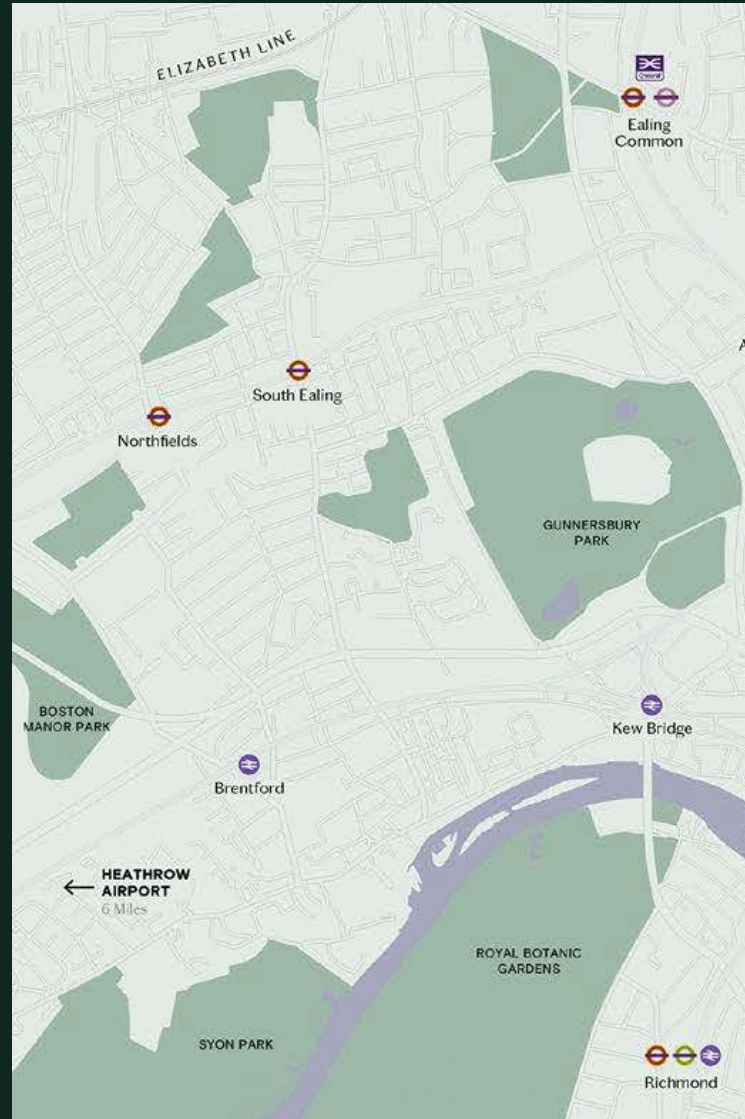 ELIZABETH LINE
Ealing
Common
South Ealing
Northfields
GUNNERSBURY
PARK
BOSTON
MANOR PARK
Kew Bridge
Brentford
HEATHROW
AIRPORT
6 Miles
ROYAL BOTANIC
GARDENS
SYON PARK
Richmond